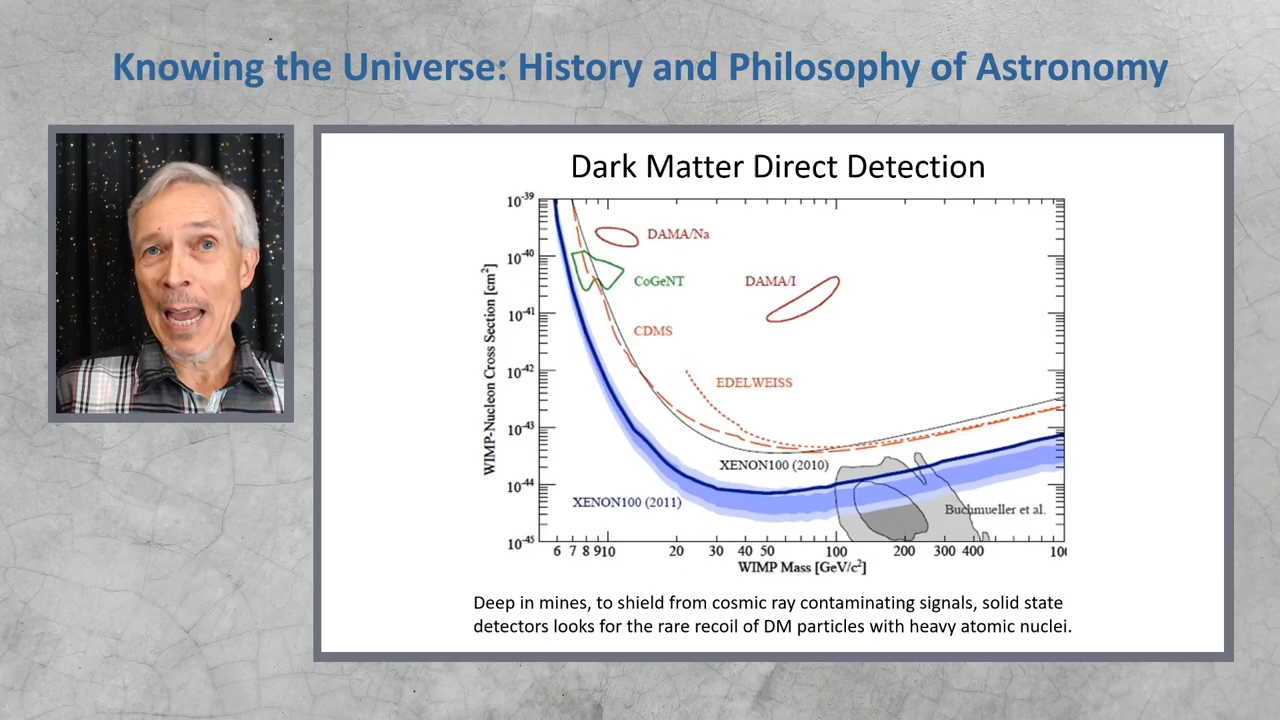 Knowing the Universe: History and Philosophy of Astronomy
Dark Matter Direct Detection
10-39
10-40
10-41
10-42
10-43
10-44
10-45
WIMP-Nucleon Cross Section [cm2]
DAMA/Na
CoGeNT
DAMA/I
CDMS
EDELWEISS
XENON100 (2010)
XENON100 (2011)
Buchmueller et al.
6 7 8 910 20 30 40 50 100 200 300 400 100
WIMP Mass [GeV/c2]
Deep in mines, to shield from cosmic ray contaminating signals, solid state
detectors looks for the rare recoil of DM particles with heavy atomic nuclei.